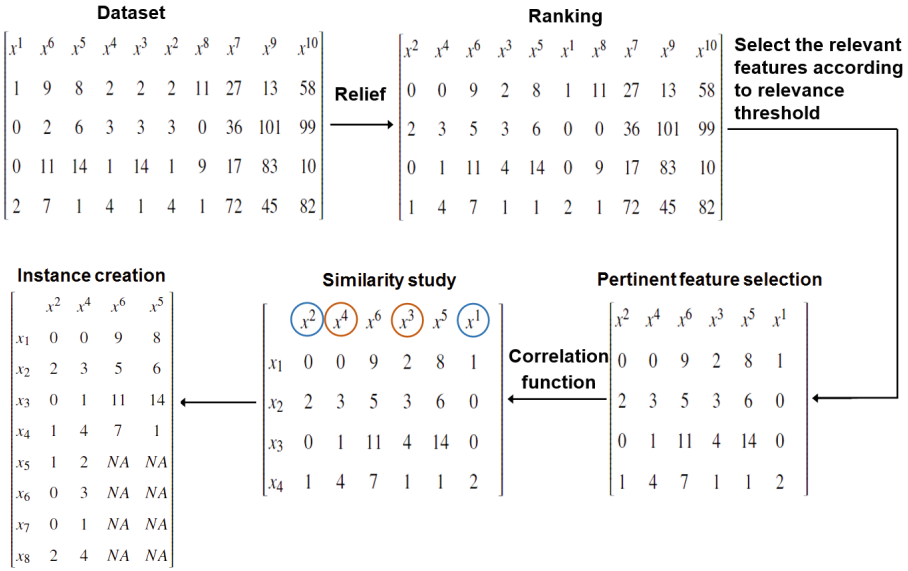 Dataset
x¹ x⁶ x⁵ x⁴ x³ x² x⁸ x⁷ x⁹ x¹⁰
1 9 8 2 2 2 11 27 13 58
0 2 6 3 3 3 0 36 101 99
0 11 14 1 14 1 9 17 83 10
2 7 1 4 1 4 1 72 45 82
Relief
Ranking
x² x⁴ x⁶ x³ x⁵ x¹ x⁸ x⁷ x⁹ x¹⁰
0 0 9 2 8 1 11 27 13 58
2 3 5 3 6 0 0 36 101 99
0 1 11 4 14 0 9 17 83 10
1 4 7 1 1 2 1 72 45 82
Select the relevant
features according
to relevance
threshold
Pertinent feature selection
x² x⁴ x⁶ x³ x⁵ x¹
0 0 9 2 8 1
2 3 5 3 6 0
0 1 11 4 14 0
1 4 7 1 1 2
Correlation
function
Similarity study
x² x⁴ x⁶ x³ x⁵ x¹
x₁ 0 0 9 2 8 1
x₂ 2 3 5 3 6 0
x₃ 0 1 11 4 14 0
x₄ 1 4 7 1 1 2
Instance creation
x² x⁴ x⁶ x⁵
x₁ 0 0 9 8
x₂ 2 3 5 6
x₃ 0 1 11 14
x₄ 1 4 7 1
x₅ 1 2 NA NA
x₆ 0 3 NA NA
x₇ 0 1 NA NA
x₈ 2 4 NA NA